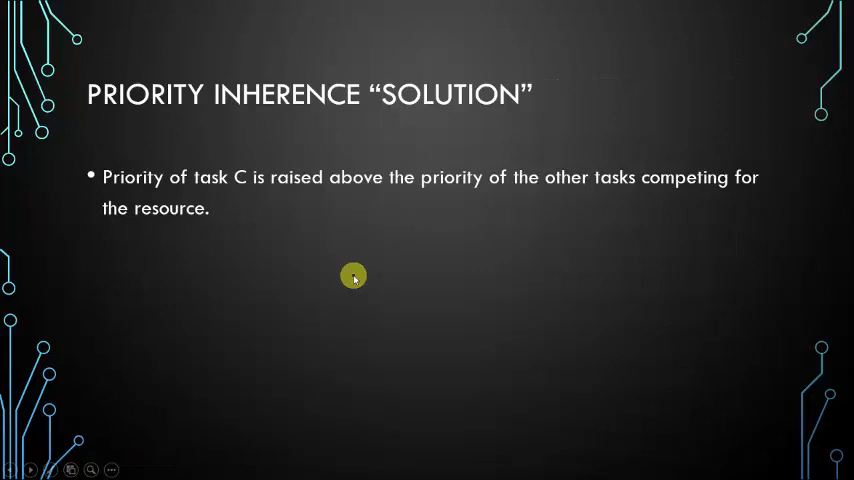 PRIORITY INHERENCE “SOLUTION”
• Priority of task C is raised above the priority of the other tasks competing for
the resource.